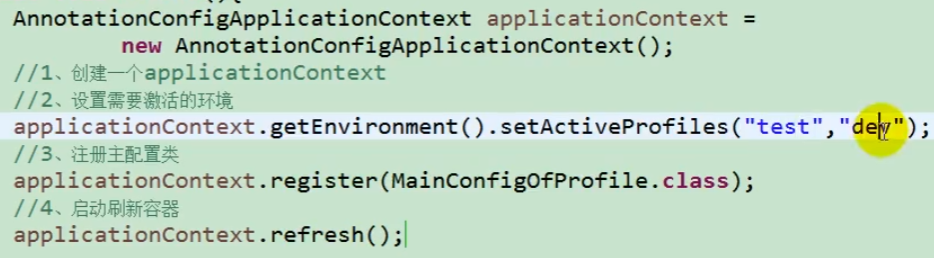 AnnotationConfigApplicationContext applicationContext =
new AnnotationConfigApplicationContext();
//1、创建一个applicationContext
//2、设置需要激活的环境
applicationContext.getEnvironment().setActiveProfiles("test","dev");
//3、注册主配置类
applicationContext.register(MainConfigOfProfile.class);
//4、启动刷新容器
applicationContext.refresh();